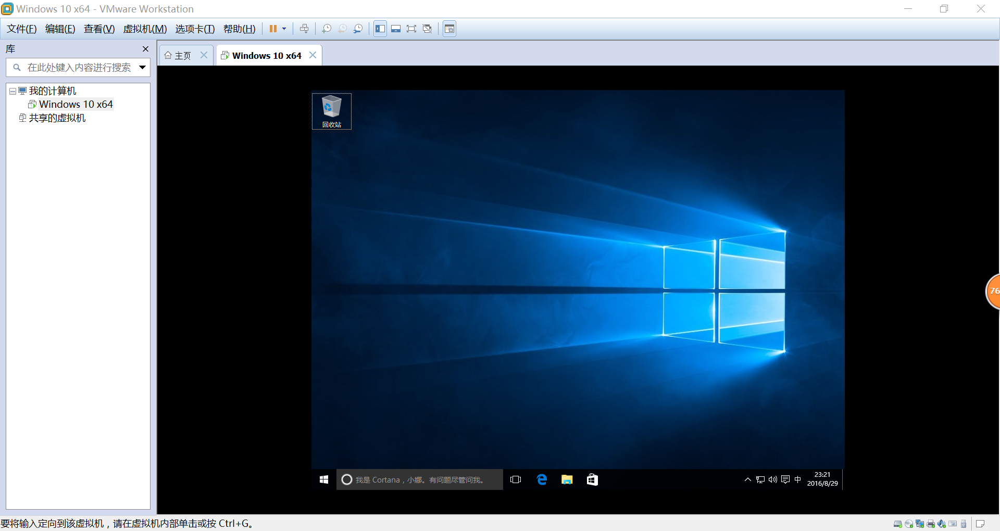 Windows 10 x64 - VMware Workstation
文件(F) 编辑(E) 查看(V) 虚拟机(M) 选项卡(T) 帮助(H)
库
主页
Windows 10 x64
在此处键入内容进行搜索
我的计算机
Windows 10 x64
共享的虚拟机
回收站
76
我是 Cortana，小娜。有问题尽管问我。
中
23:21
2016/8/29
要将输入定向到该虚拟机，请在虚拟机内部单击或按 Ctrl+G。